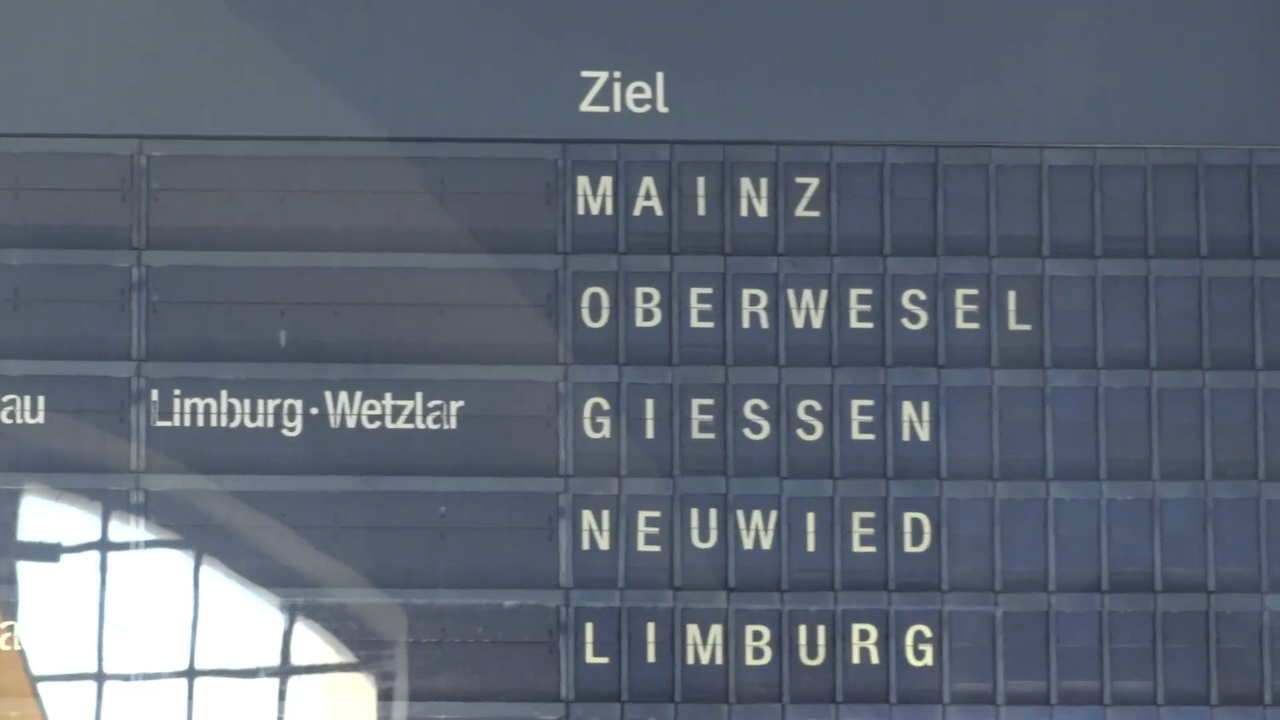 Ziel
MAINZ
OBERWESEL
au Limburg · Wetzlar GIESSEN
NEUWIED
LIMBURG